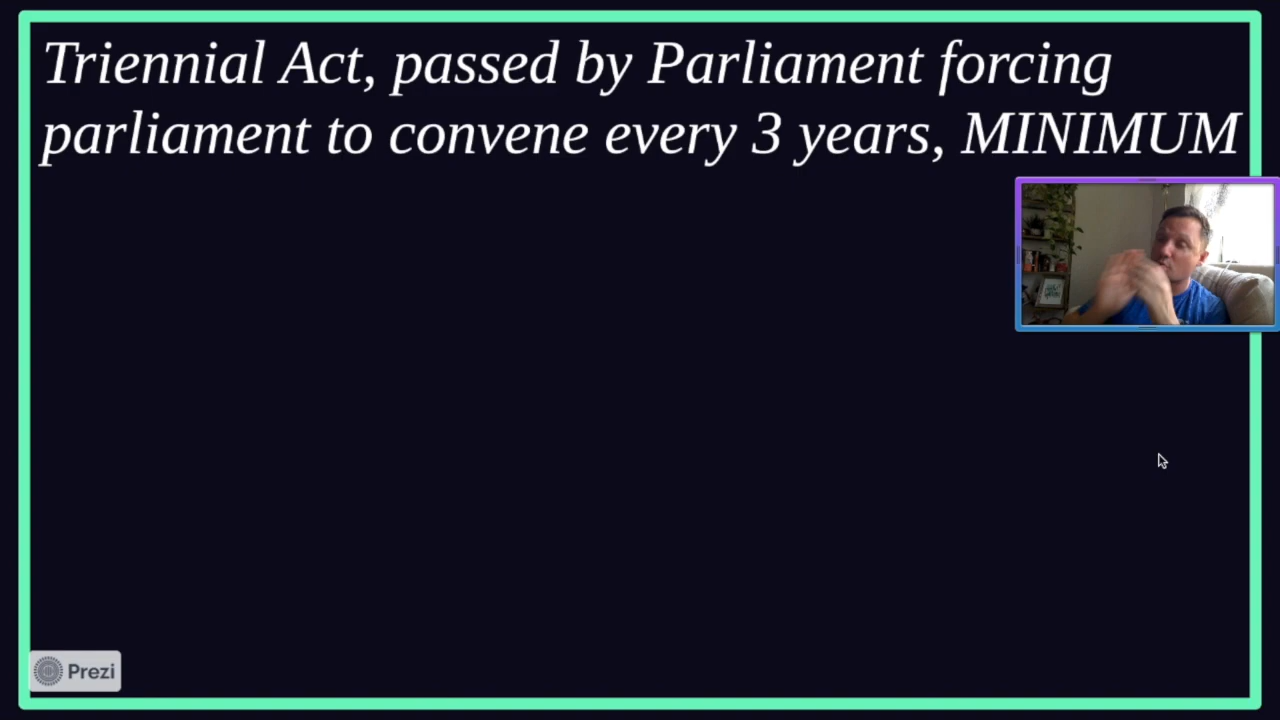 Triennial Act, passed by Parliament forcing
parliament to convene every 3 years, MINIMUM
Prezi